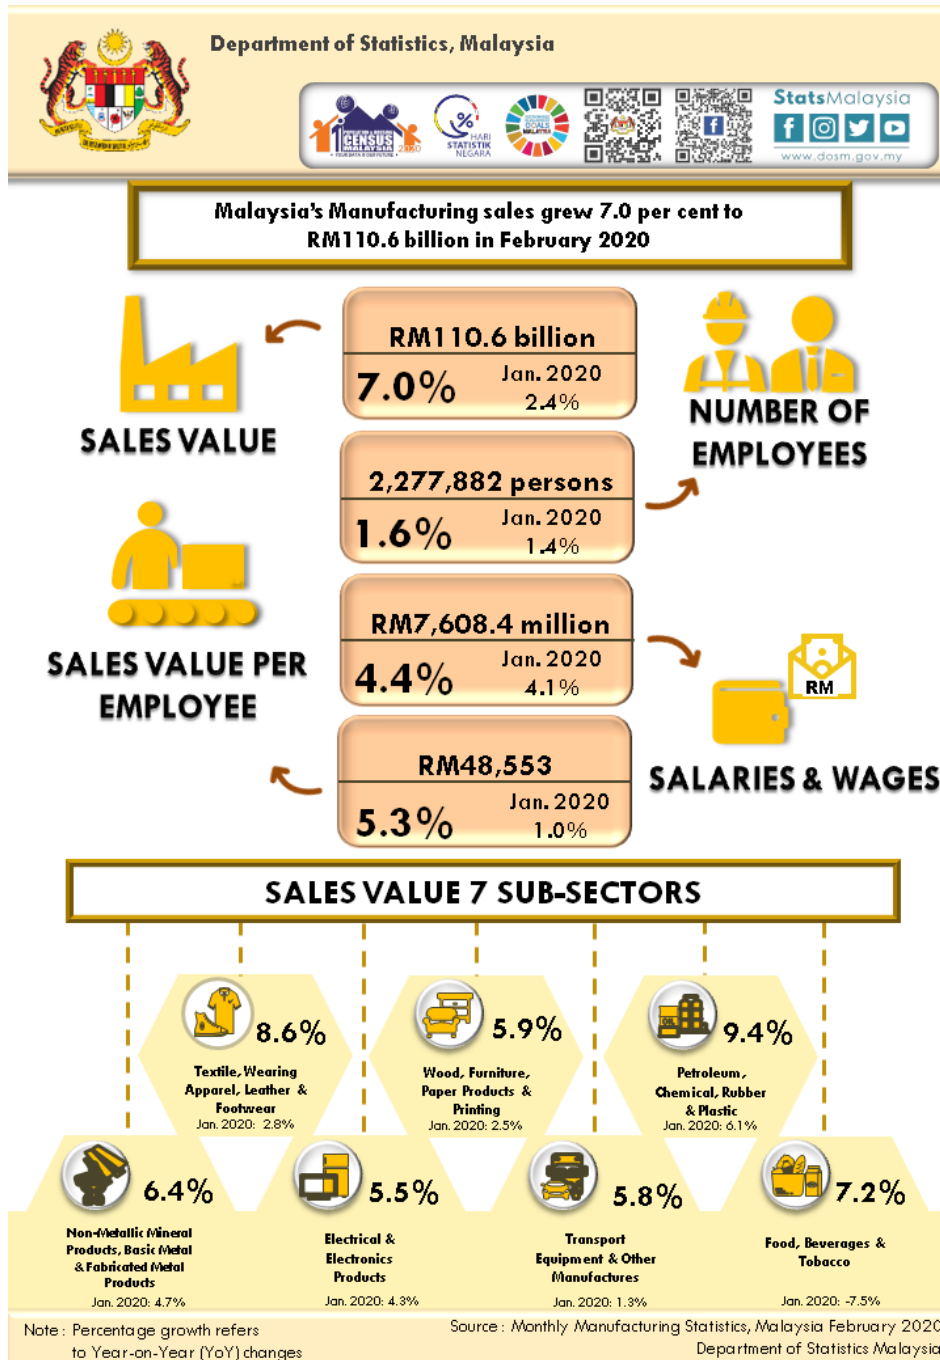 Department of Statistics, Malaysia
CENSUS
MALAYSIA
2020
HARI
STATISTIK
NEGARA
StatsMalaysia
www.dosm.gov.my
Malaysia's Manufacturing sales grew 7.0 per cent to
RM110.6 billion in February 2020
SALES VALUE
RM110.6 billion
7.0%
Jan. 2020
2.4%
NUMBER OF
EMPLOYEES
2,277,882 persons
1.6%
Jan. 2020
1.4%
SALES VALUE PER
EMPLOYEE
RM7,608.4 million
4.4%
Jan. 2020
4.1%
RM
SALARIES & WAGES
RM48,553
5.3%
Jan. 2020
1.0%
SALES VALUE 7 SUB-SECTORS
8.6%
Textile, Wearing
Apparel, Leather &
Footwear
Jan. 2020: 2.8%
5.9%
Wood, Furniture,
Paper Products &
Printing
Jan. 2020: 2.5%
OIL
9.4%
Petroleum,
Chemical, Rubber
& Plastic
Jan. 2020: 6.1%
6.4%
Non-Metallic Mineral
Products, Basic Metal
& Fabricated Metal
Products
Jan. 2020: 4.7%
5.5%
Electrical &
Electronics
Products
Jan. 2020: 4.3%
5.8%
Transport
Equipment & Other
Manufactures
Jan. 2020: 1.3%
7.2%
Food, Beverages &
Tobacco
Jan. 2020: -7.5%
Note : Percentage growth refers
to Year-on-Year (YoY) changes
Source : Monthly Manufacturing Statistics, Malaysia February 2020
Department of Statistics Malaysia